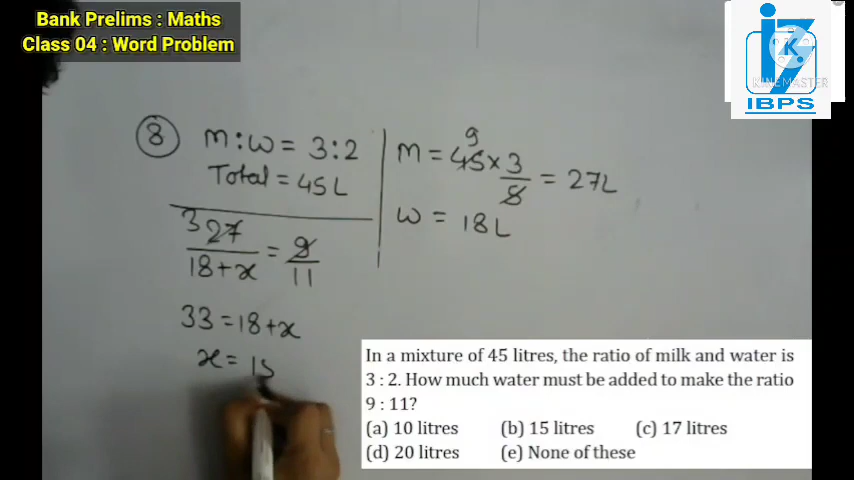 Bank Prelims : Maths
Class 04 : Word Problem
i7
K
KINEMASTER
IBPS
8
M:W = 3:2
Total = 45L
M = 45 × 3/5 = 27L
9
W = 18L
3
27/18+x = 9/11
33 = 18+x
x = 15
In a mixture of 45 litres, the ratio of milk and water is
3 : 2. How much water must be added to make the ratio
9 : 11?
(a) 10 litres (b) 15 litres (c) 17 litres
(d) 20 litres (e) None of these